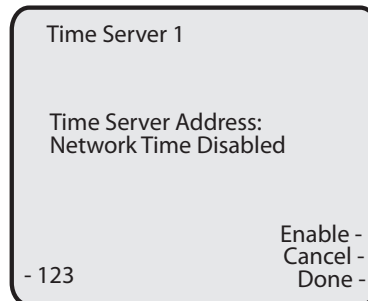 Time Server 1
Time Server Address:
Network Time Disabled
Enable -
Cancel -
- 123
Done -